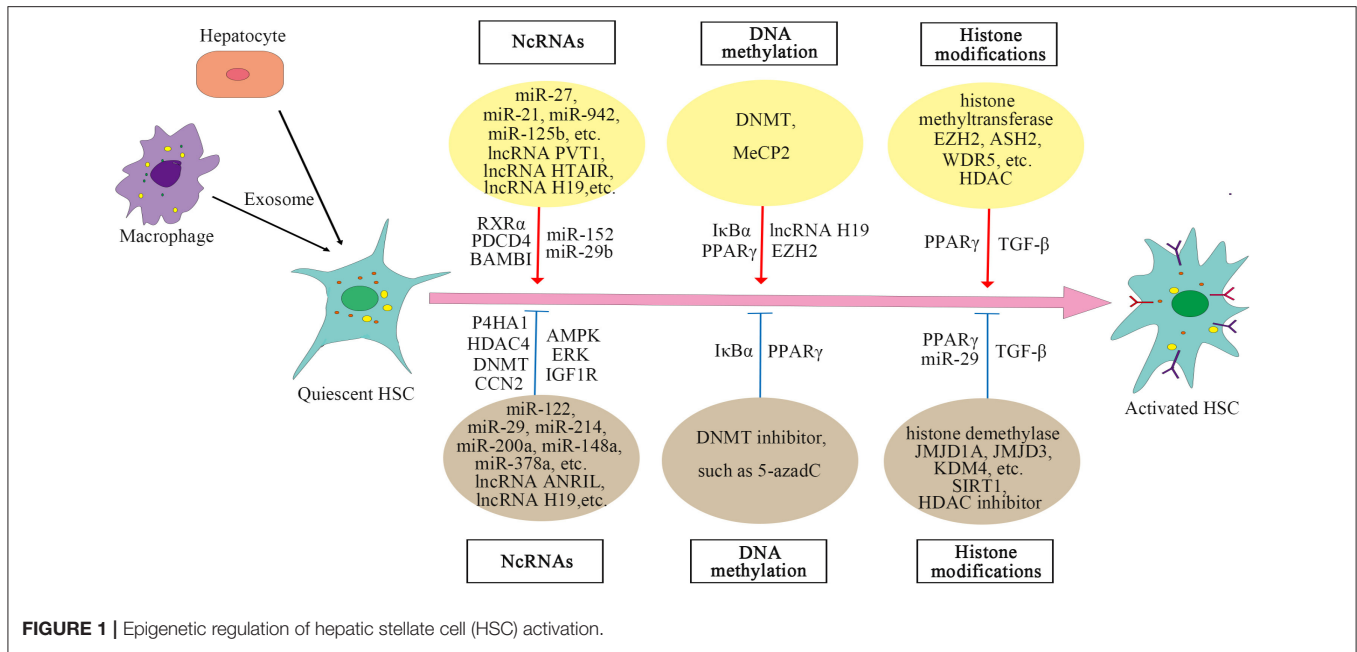 Hepatocyte
Macrophage
Exosome
Quiescent HSC
NcRNAs
miR-27,
miR-21, miR-942,
miR-125b, etc.
lncRNA PVT1,
lncRNA HTAIR,
lncRNA H19,etc.
RXRα
PDCD4
BAMBI
miR-152
miR-29b
DNA
methylation
DNMT,
MeCP2
IκBα
PPARγ
lncRNA H19
EZH2
Histone
modifications
histone
methyltransferase
EZH2, ASH2,
WDR5, etc.
HDAC
PPARγ
TGF-β
P4HA1
HDAC4
DNMT
CCN2
AMPK
ERK
IGF1R
miR-122,
miR-29, miR-214,
miR-200a, miR-148a,
miR-378a, etc.
lncRNA ANRIL,
lncRNA H19,etc.
NcRNAs
IκBα
PPARγ
DNMT inhibitor,
such as 5-azadC
DNA
methylation
PPARγ
miR-29
TGF-β
histone demethylase
JMJD1A, JMJD3,
KDM4, etc.
SIRT1,
HDAC inhibitor
Histone
modifications
Activated HSC
FIGURE 1 | Epigenetic regulation of hepatic stellate cell (HSC) activation.